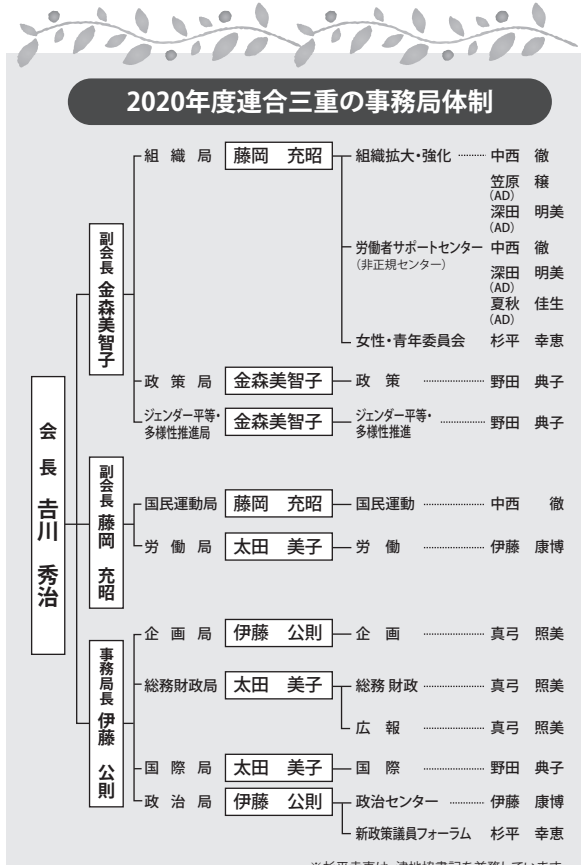 2020年度連合三重の事務局体制
会長 吉川 秀治
副会長 金森美智子
組織局 藤岡 充昭
組織拡大・強化 中西 徹
笠原 穣
(AD)
深田 明美
(AD)
労働者サポートセンター 中西 徹
(非正規センター)
深田 明美
(AD)
夏秋 佳生
(AD)
女性・青年委員会 杉平 幸恵
政策局 金森美智子 政策 野田 典子
ジェンダー平等・
多様性推進局
金森美智子
ジェンダー平等・
多様性推進
野田 典子
副会長 藤岡 充昭
国民運動局 藤岡 充昭 国民運動 中西 徹
労働局 太田 美子 労働 伊藤 康博
事務局長 伊藤 公則
企画局 伊藤 公則 企画 真弓 照美
総務財政局 太田 美子 総務 財政 真弓 照美
広報 真弓 照美
国際局 太田 美子 国際 野田 典子
政治局 伊藤 公則 政治センター 伊藤 康博
新政策議員フォーラム 杉平 幸恵